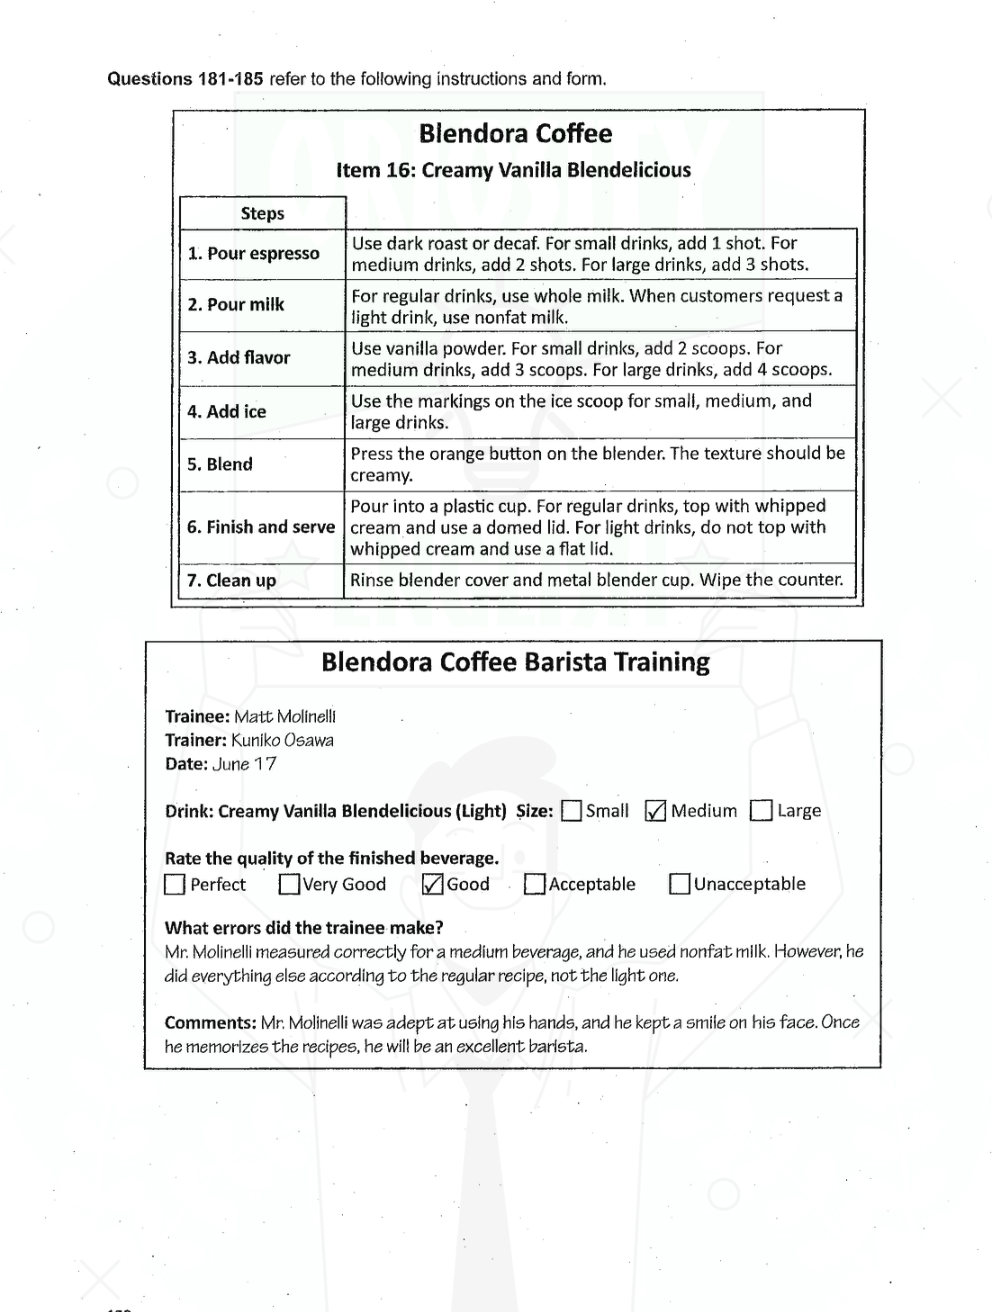 Questions 181-185 refer to the following instructions and form.
Blendora Coffee
Item 16: Creamy Vanilla Blendelicious
Steps
1. Pour espresso
Use dark roast or decaf. For small drinks, add 1 shot. For
medium drinks, add 2 shots. For large drinks, add 3 shots.
2. Pour milk
For regular drinks, use whole milk. When customers request a
light drink, use nonfat milk.
3. Add flavor
Use vanilla powder. For small drinks, add 2 scoops. For
medium drinks, add 3 scoops. For large drinks, add 4 scoops.
4. Add ice
Use the markings on the ice scoop for small, medium, and
large drinks.
5. Blend
Press the orange button on the blender. The texture should be
creamy.
6. Finish and serve
Pour into a plastic cup. For regular drinks, top with whipped
cream and use a domed lid. For light drinks, do not top with
whipped cream and use a flat lid.
7. Clean up
Rinse blender cover and metal blender cup. Wipe the counter.
Blendora Coffee Barista Training
Trainee: Matt Molinelli
Trainer: Kuniko Osawa
Date: June 17
Drink: Creamy Vanilla Blendelicious (Light) Size: Small Medium Large
Rate the quality of the finished beverage.
Perfect Very Good Good Acceptable Unacceptable
What errors did the trainee make?
Mr. Molinelli measured correctly for a medium beverage, and he used nonfat milk. However, he
did everything else according to the regular recipe, not the light one.
Comments: Mr. Molinelli was adept at using his hands, and he kept a smile on his face. Once
he memorizes the recipes, he will be an excellent barista.